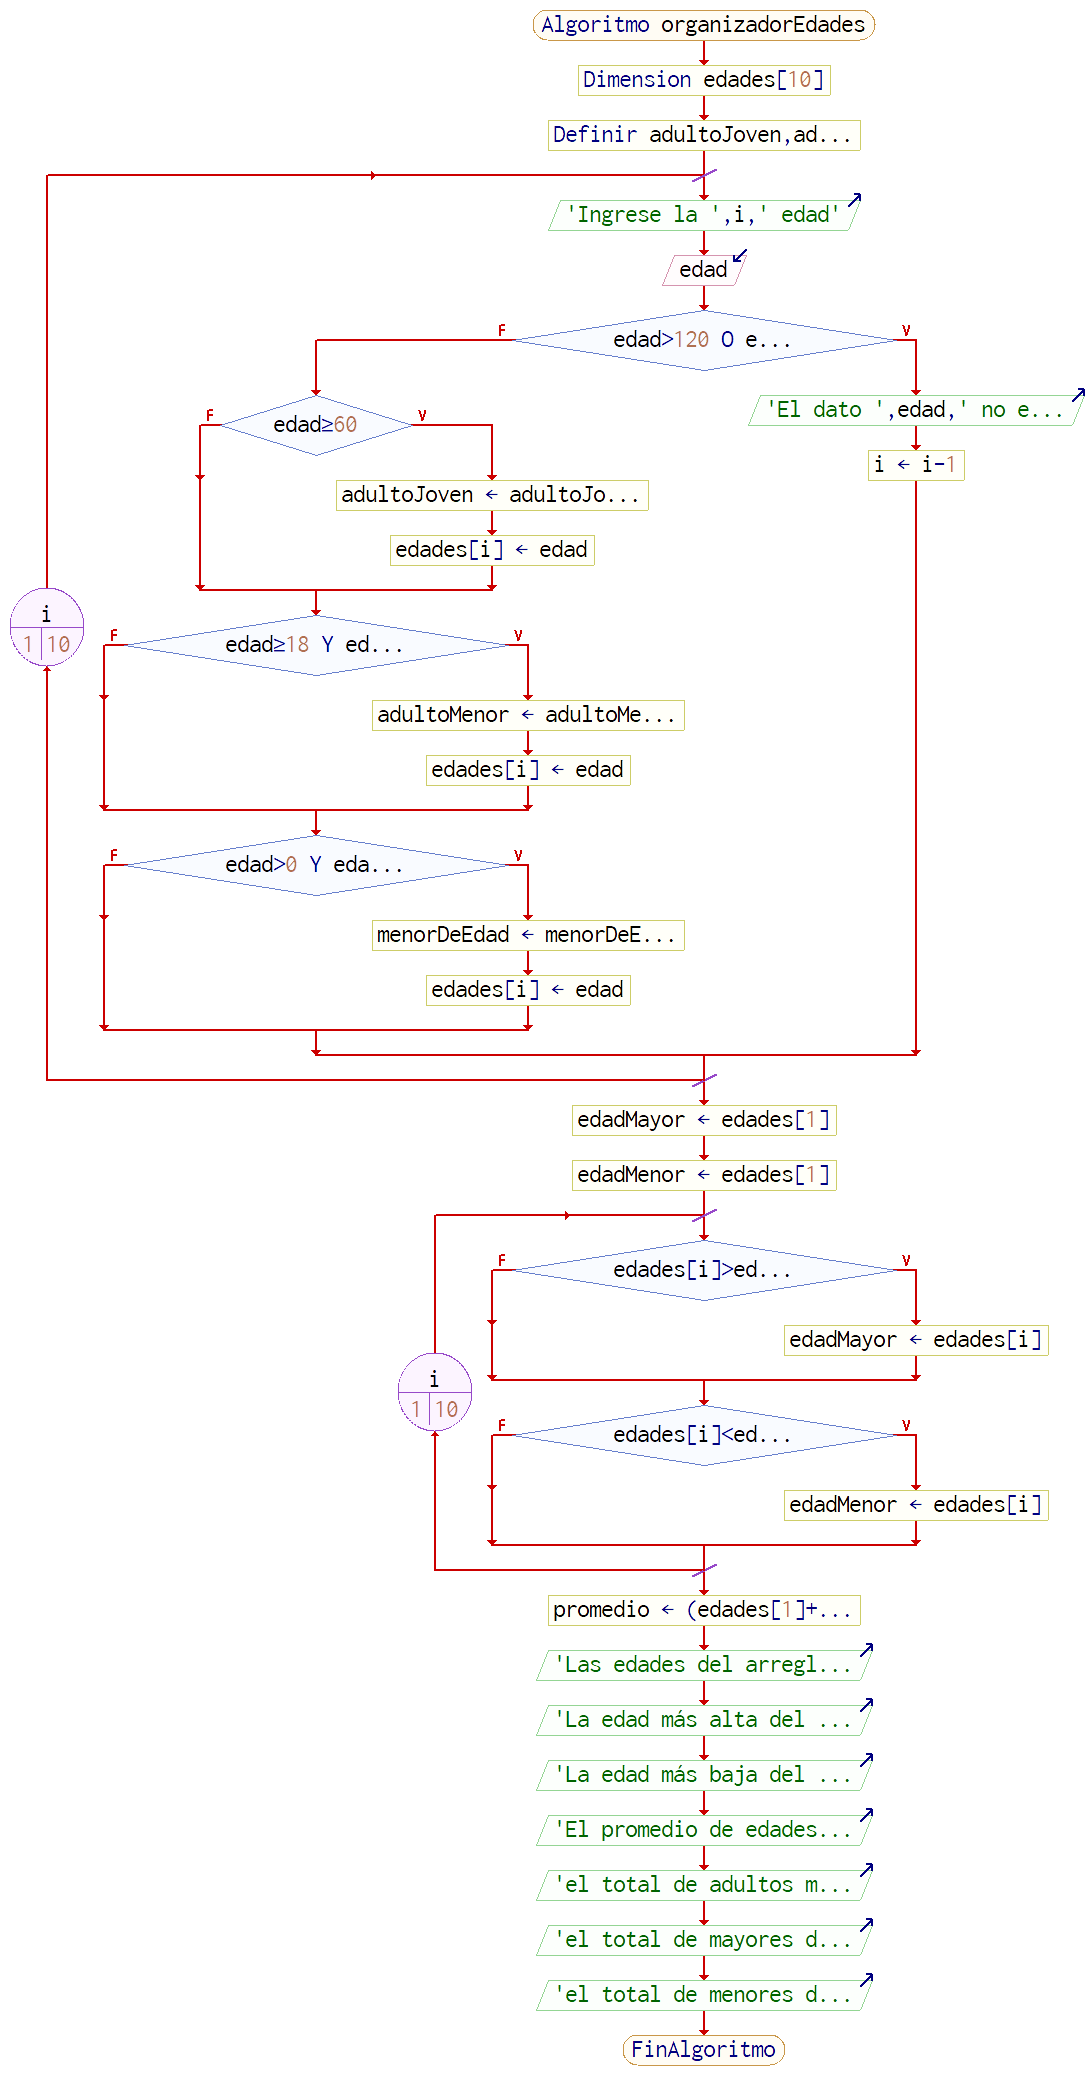 Algoritmo organizadorEdades
Dimension edades[10]
Definir adultoJoven,ad...
'Ingrese la ',i,' edad'
edad
edad>120 O e...
F
V
'El dato ',edad,' no e...
i ← i-1
edad≥60
F
V
adultoJoven ← adultoJo...
edades[i] ← edad
i
1 10
edad≥18 Y ed...
F
V
adultoMenor ← adultoMe...
edades[i] ← edad
edad>0 Y eda...
F
V
menorDeEdad ← menorDeE...
edades[i] ← edad
edadMayor ← edades[1]
edadMenor ← edades[1]
edades[i]>ed...
F
V
edadMayor ← edades[i]
i
1 10
edades[i]<ed...
F
V
edadMenor ← edades[i]
promedio ← (edades[1]+...
'Las edades del arregl...
'La edad más alta del ...
'La edad más baja del ...
'El promedio de edades...
'el total de adultos m...
'el total de mayores d...
'el total de menores d...
FinAlgoritmo